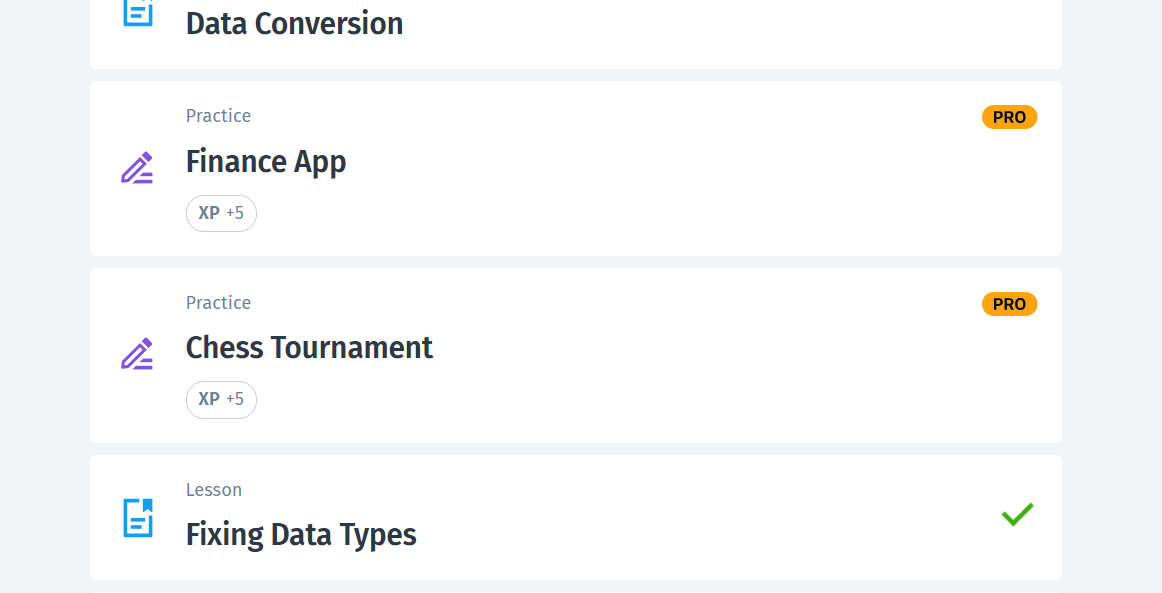 Data Conversion
Practice
PRO
Finance App
XP +5
Practice
PRO
Chess Tournament
XP +5
Lesson
Fixing Data Types